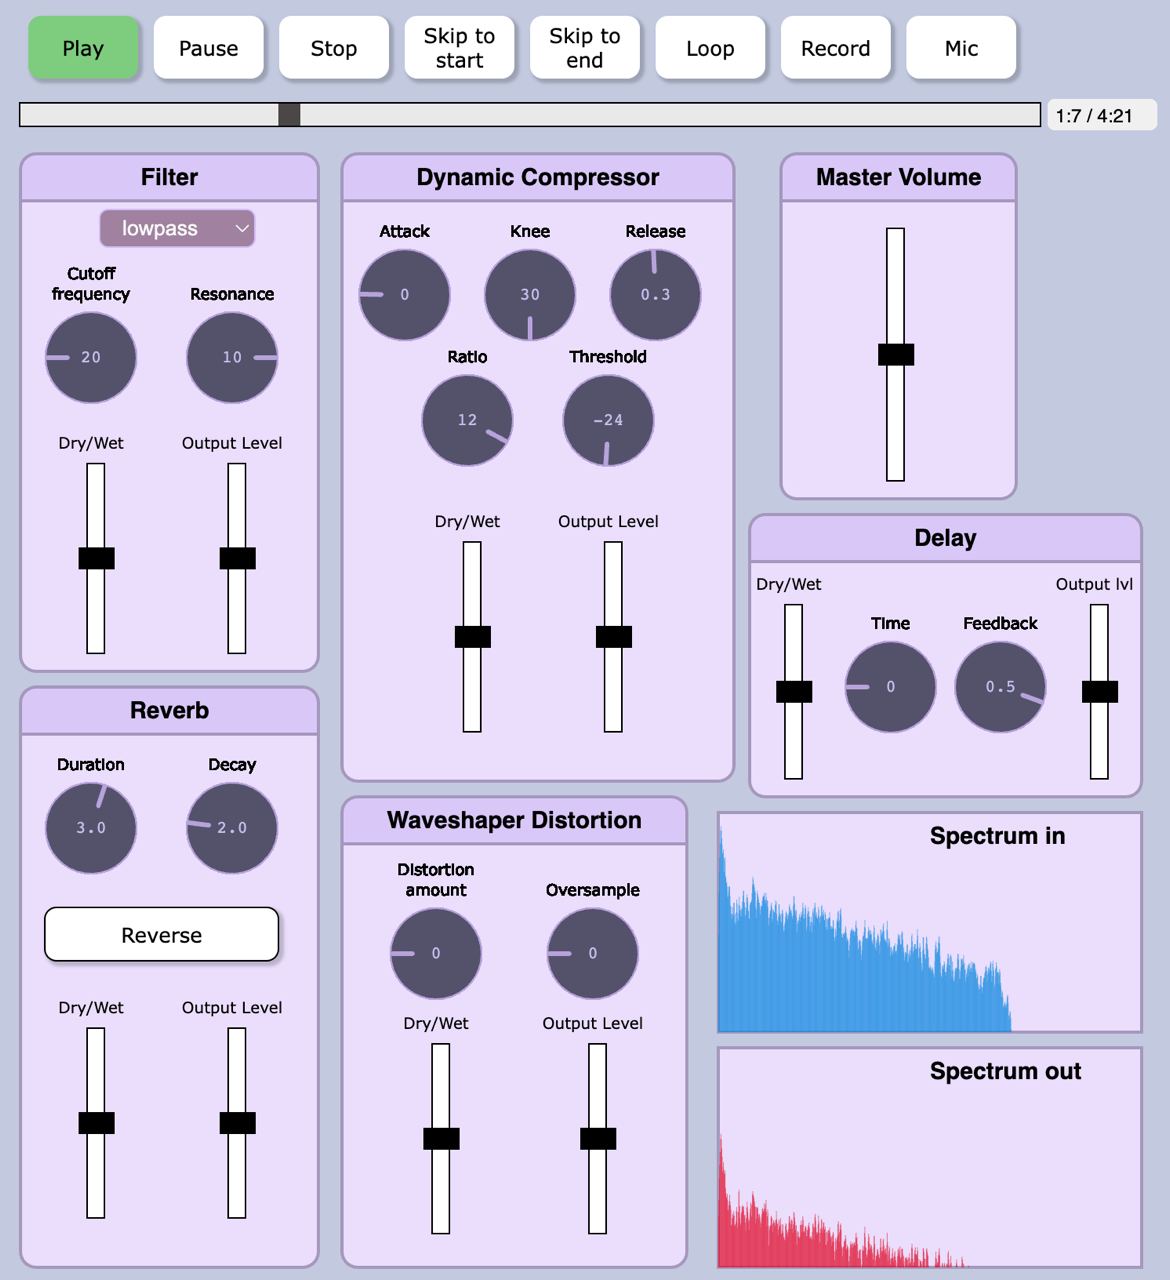 Play
Pause
Stop
Skip to
start
Skip to
end
Loop
Record
Mic
1:7 / 4:21
Filter
lowpass
Cutoff
frequency
Resonance
20
10
Dry/Wet
Output Level
Dynamic Compressor
Attack
Knee
Release
0
30
0.3
Ratio
Threshold
12
-24
Dry/Wet
Output Level
Master Volume
Delay
Dry/Wet
Output lvl
Time
Feedback
0
0.5
Reverb
Duration
Decay
3.0
2.0
Reverse
Dry/Wet
Output Level
Waveshaper Distortion
Distortion
amount
Oversample
0
0
Dry/Wet
Output Level
Spectrum in
Spectrum out